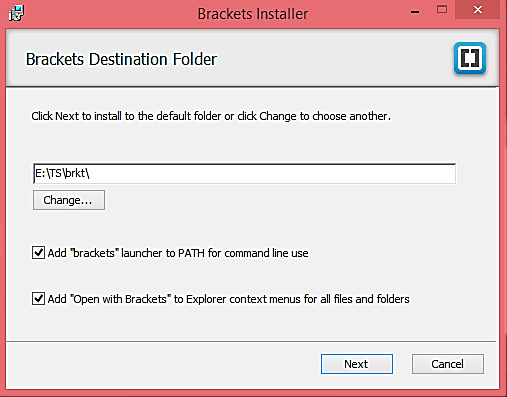 Brackets Installer
Brackets Destination Folder
Click Next to install to the default folder or click Change to choose another.
E:\TS\brkt\
Change...
Add "brackets" launcher to PATH for command line use
Add "Open with Brackets" to Explorer context menus for all files and folders
Next
Cancel